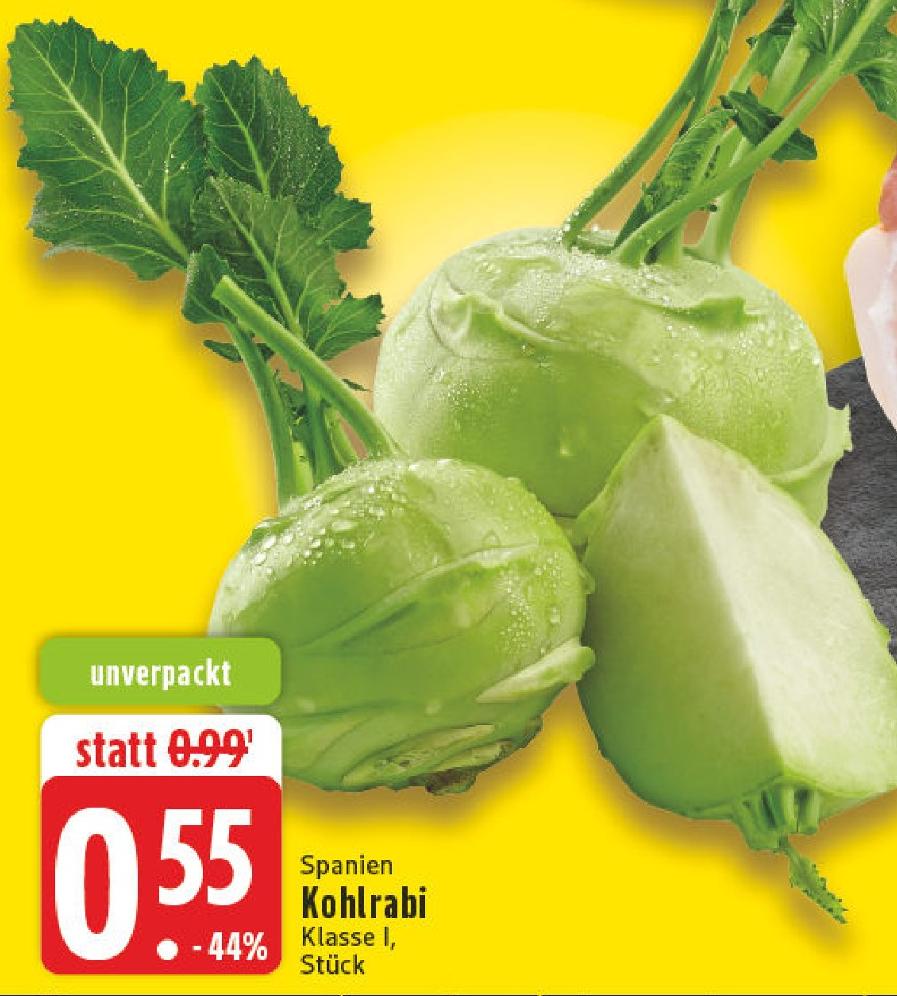 unverpackt
statt 0.99¹
0.55
- 44%
Spanien
Kohlrabi
Klasse I,
Stück